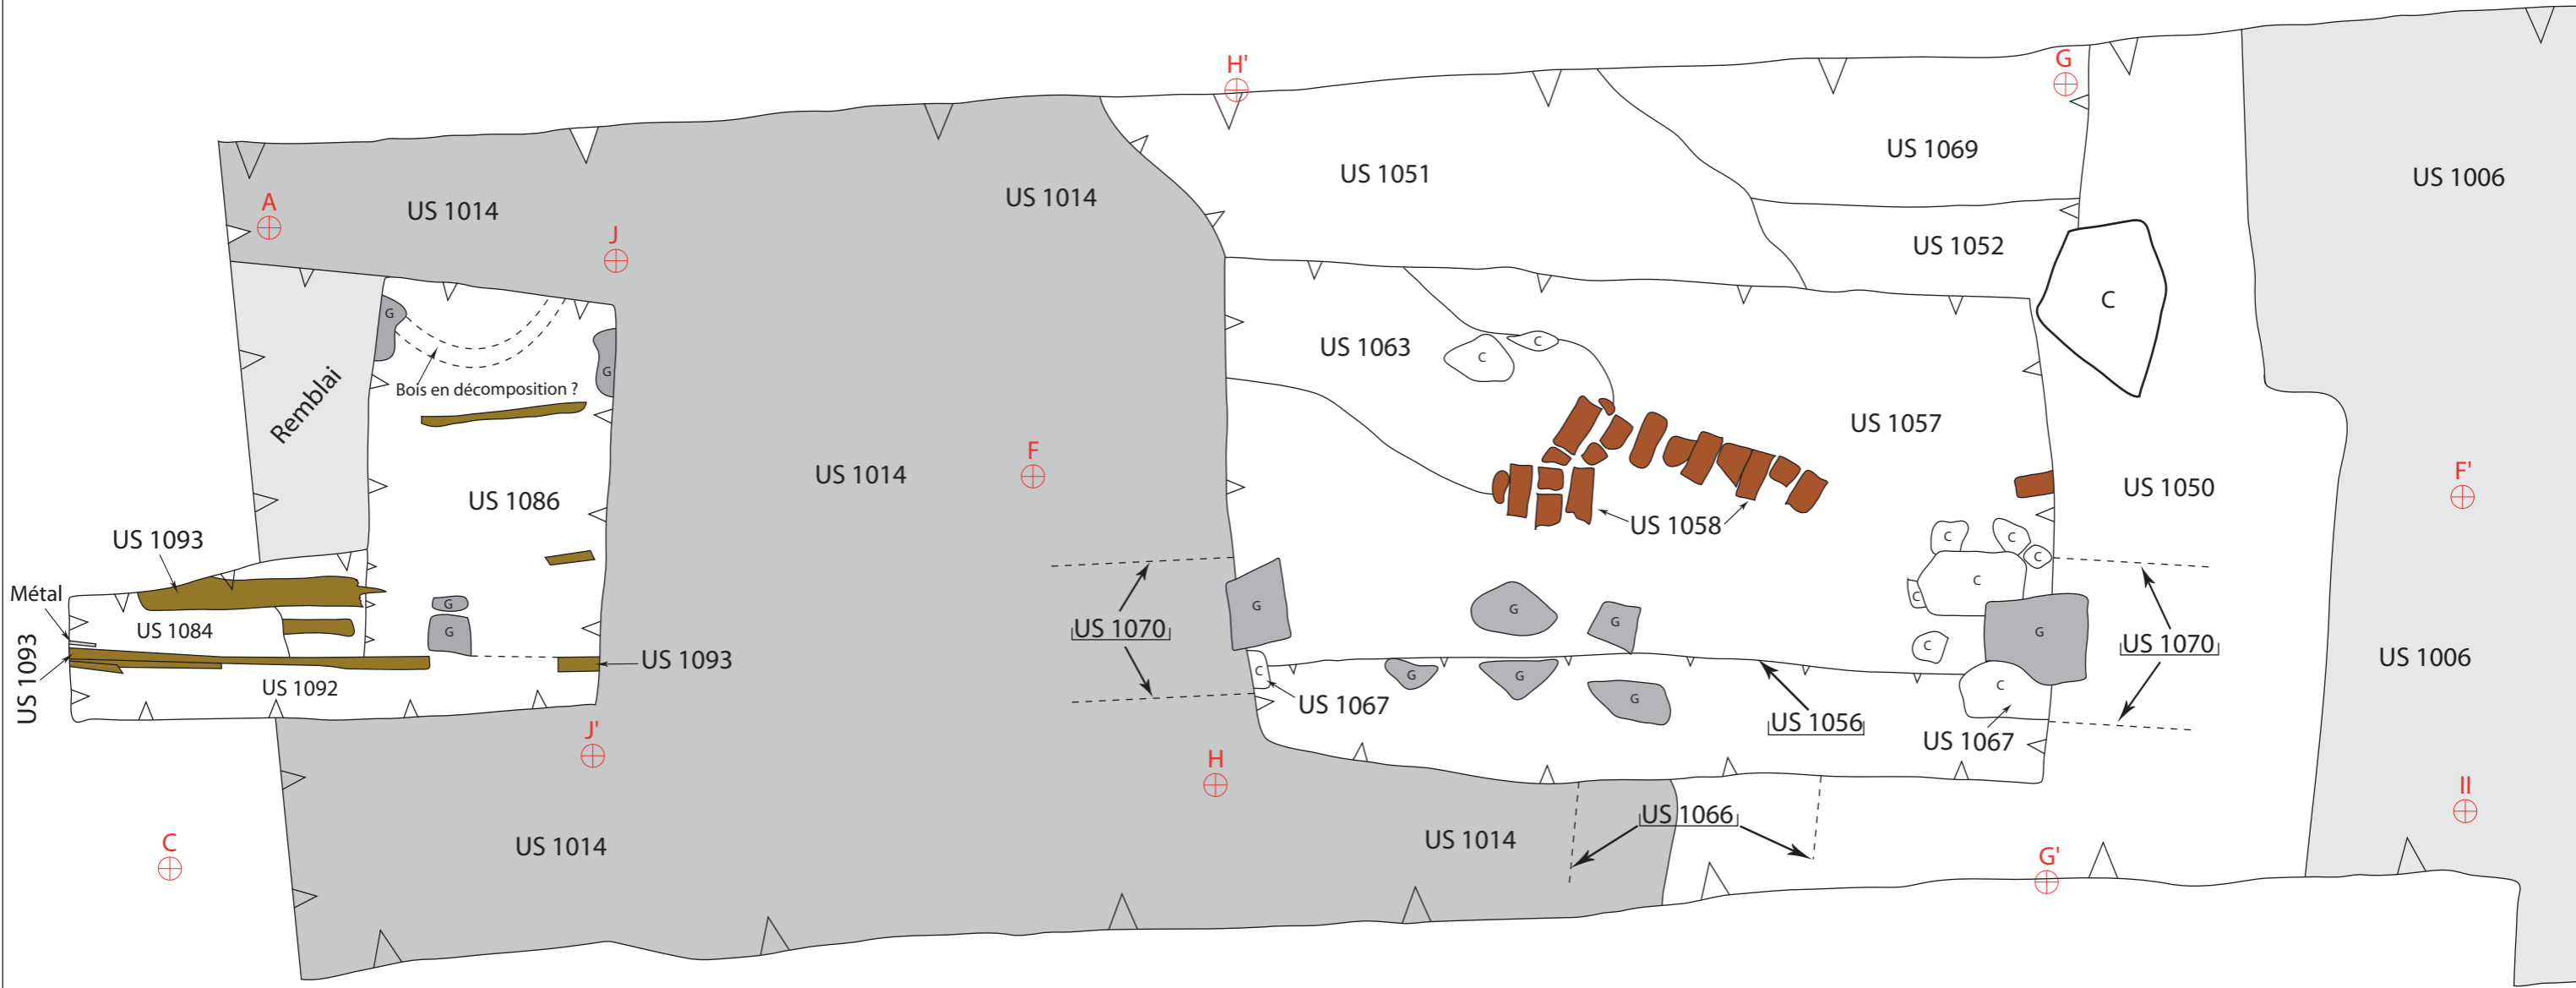 H'
G
US 1069
US 1051
US 1006
US 1014
A
US 1014
J
US 1052
C
G
US 1063
C
C
G
Bois en décomposition ?
Remblai
US 1057
F
US 1014
F'
US 1050
US 1086
US 1058
US 1093
C
C
C
C
C
Métal
G
G
G
G
G
US 1070
US 1084
G
G
US 1070
C
US 1093
US 1093
US 1006
C
G
G
G
C
US 1092
US 1067
US 1056
US 1067
J'
H
II
US 1066
US 1014
US 1014
C
G'